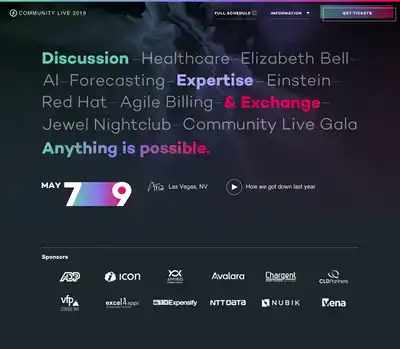 COMMUNITY LIVE 2019
FULL SCHEDULE
INFORMATION
GET TICKETS
Discussion—Healthcare—Elizabeth Bell—
AI—Forecasting—Expertise—Einstein—
Red Hat—Agile Billing—& Exchange—
Jewel Nightclub—Community Live Gala
Anything is possible.
MAY 7 9
Aria Las Vegas, NV
How we got down last year
Sponsors
ADP icon APPIRIO Avalara Chargent CLDPartners
vfp CONSULTING excel4apps Expensify NTT DATA NUBIK Vena